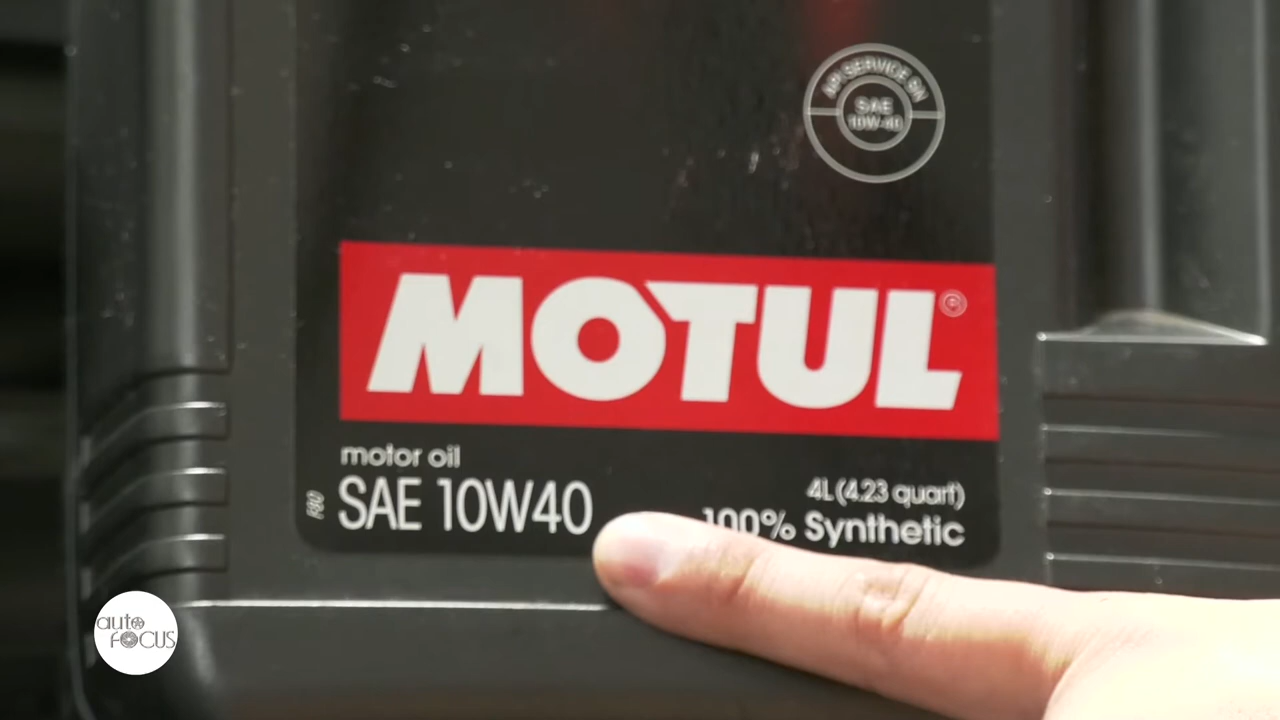 API SERVICE SN
SAE
10W-40
MOTUL®
motor oil
SAE 10W40
4L (4.23 quart)
100% Synthetic
auto
FOCUS